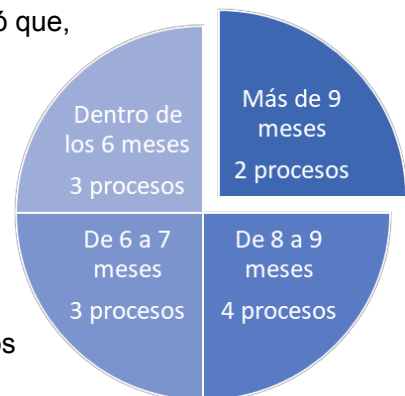 ó que,
Dentro de
los 6 meses
3 procesos
Más de 9
meses
2 procesos
De 6 a 7
meses
3 procesos
De 8 a 9
meses
4 procesos
os